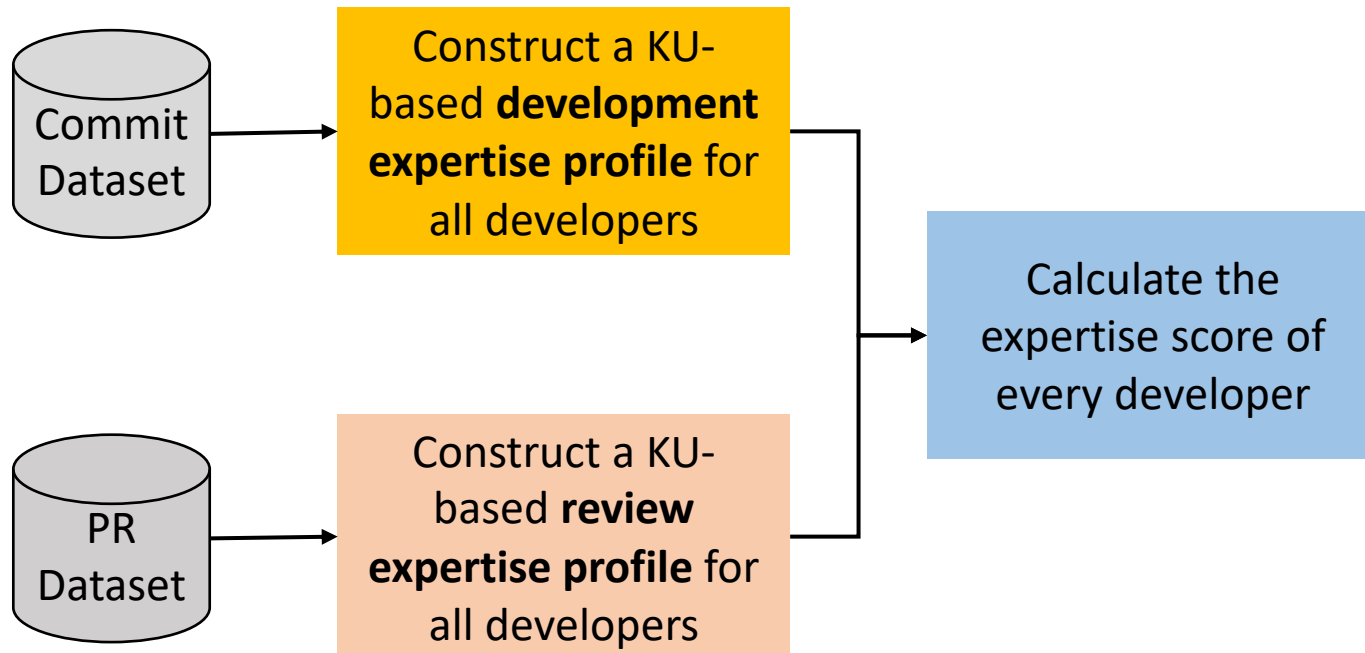 Commit
Dataset
Construct a KU-
based development
expertise profile for
all developers
Calculate the
expertise score of
every developer
PR
Dataset
Construct a KU-
based review
expertise profile for
all developers